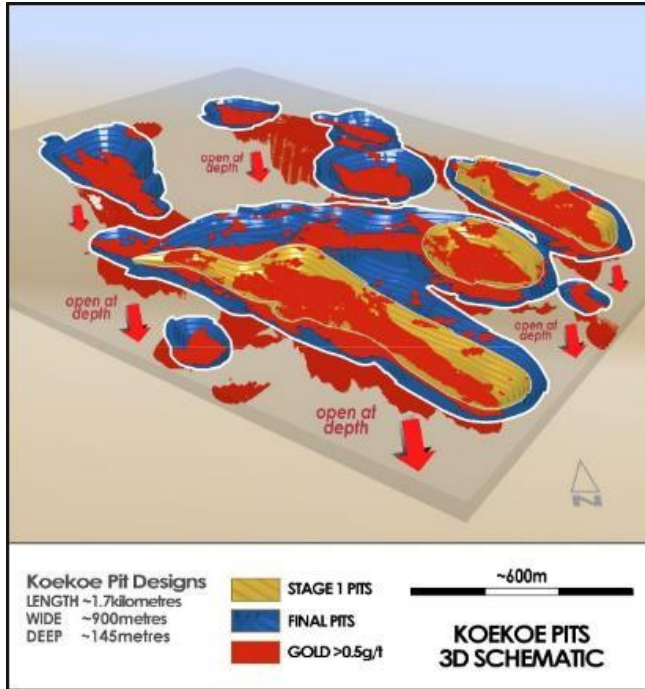 open at
depth
open at
depth
open at
depth
open at
depth
N
Koekoe Pit Designs
LENGTH ~1.7kilometres
WIDE ~900metres
DEEP ~145metres
STAGE 1 PITS
FINAL PITS
GOLD >0.5g/t
~600m
KOEKOE PITS
3D SCHEMATIC